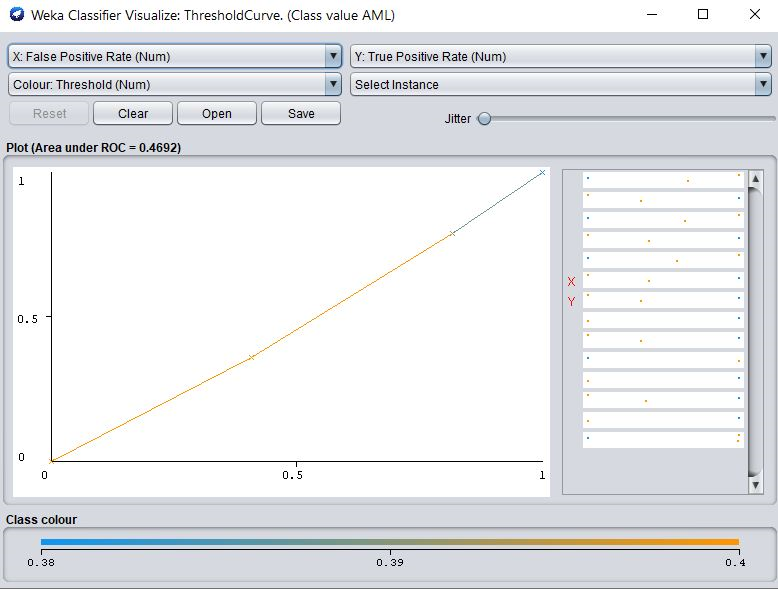 Weka Classifier Visualize: ThresholdCurve. (Class value AML)
X: False Positive Rate (Num) Y: True Positive Rate (Num)
Colour: Threshold (Num) Select Instance
Reset Clear Open Save Jitter
Plot (Area under ROC = 0.4692)
1
0.5
0
0 0.5 1
X
Y
Class colour
0.38 0.39 0.4